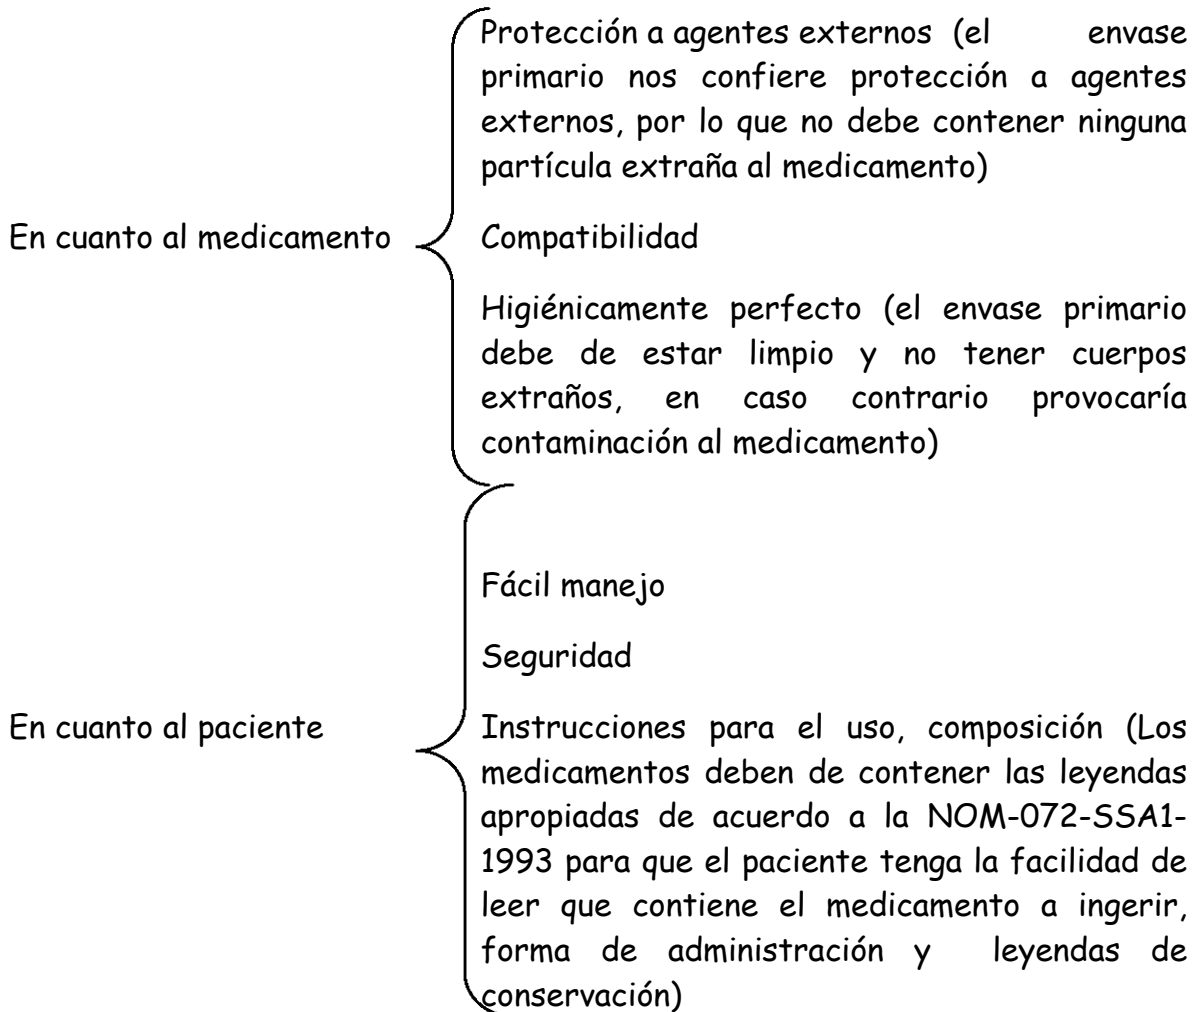 Protección a agentes externos (el envase
primario nos confiere protección a agentes
externos, por lo que no debe contener ninguna
partícula extraña al medicamento)
En cuanto al medicamento
Compatibilidad
Higiénicamente perfecto (el envase primario
debe de estar limpio y no tener cuerpos
extraños, en caso contrario provocaría
contaminación al medicamento)
Fácil manejo
Seguridad
En cuanto al paciente
Instrucciones para el uso, composición (Los
medicamentos deben de contener las leyendas
apropiadas de acuerdo a la NOM-072-SSA1-
1993 para que el paciente tenga la facilidad de
leer que contiene el medicamento a ingerir,
forma de administración y leyendas de
conservación)